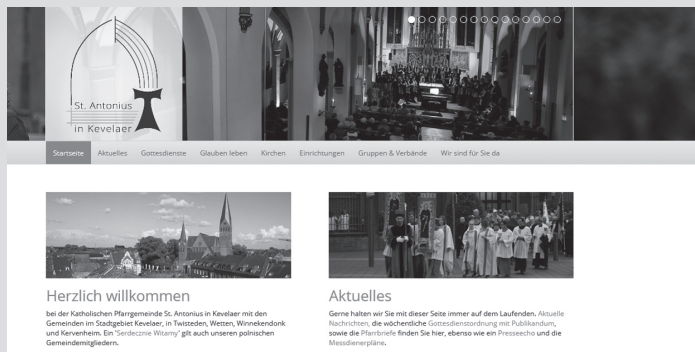 St. Antonius
in Kevelaer
Startseite Aktuelles Gottesdienste Glauben leben Kirchen Einrichtungen Gruppen & Verbände Wir sind für Sie da
Herzlich willkommen
bei der Katholischen Pfarrgemeinde St. Antonius in Kevelaer mit den
Gemeinden im Stadtgebiet Kevelaer, in Twisteden, Wetten, Winnekendonk
und Kervenheim. Ein 'Serdecznie Witamy' gilt auch unseren polnischen
Gemeindemitgliedern.
Aktuelles
Gerne halten wir Sie mit dieser Seite immer auf dem Laufenden. Aktuelle
Nachrichten, die wöchentliche Gottesdienstordnung mit Publikandum,
sowie die Pfarrbriefe finden Sie hier, ebenso wie ein Presseecho und die
Messdienerpläne.